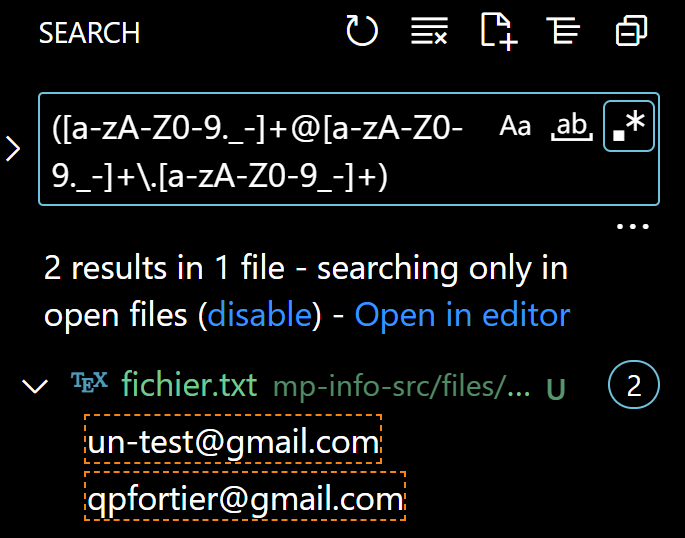 SEARCH
([a-zA-Z0-9._-]+@[a-zA-Z0-
9._-]+\.[a-zA-Z0-9_-]+)
Aa
ab
.*
...
2 results in 1 file - searching only in
open files (disable) - Open in editor
TEX fichier.txt mp-info-src/files/... U 2
un-test@gmail.com
qpfortier@gmail.com